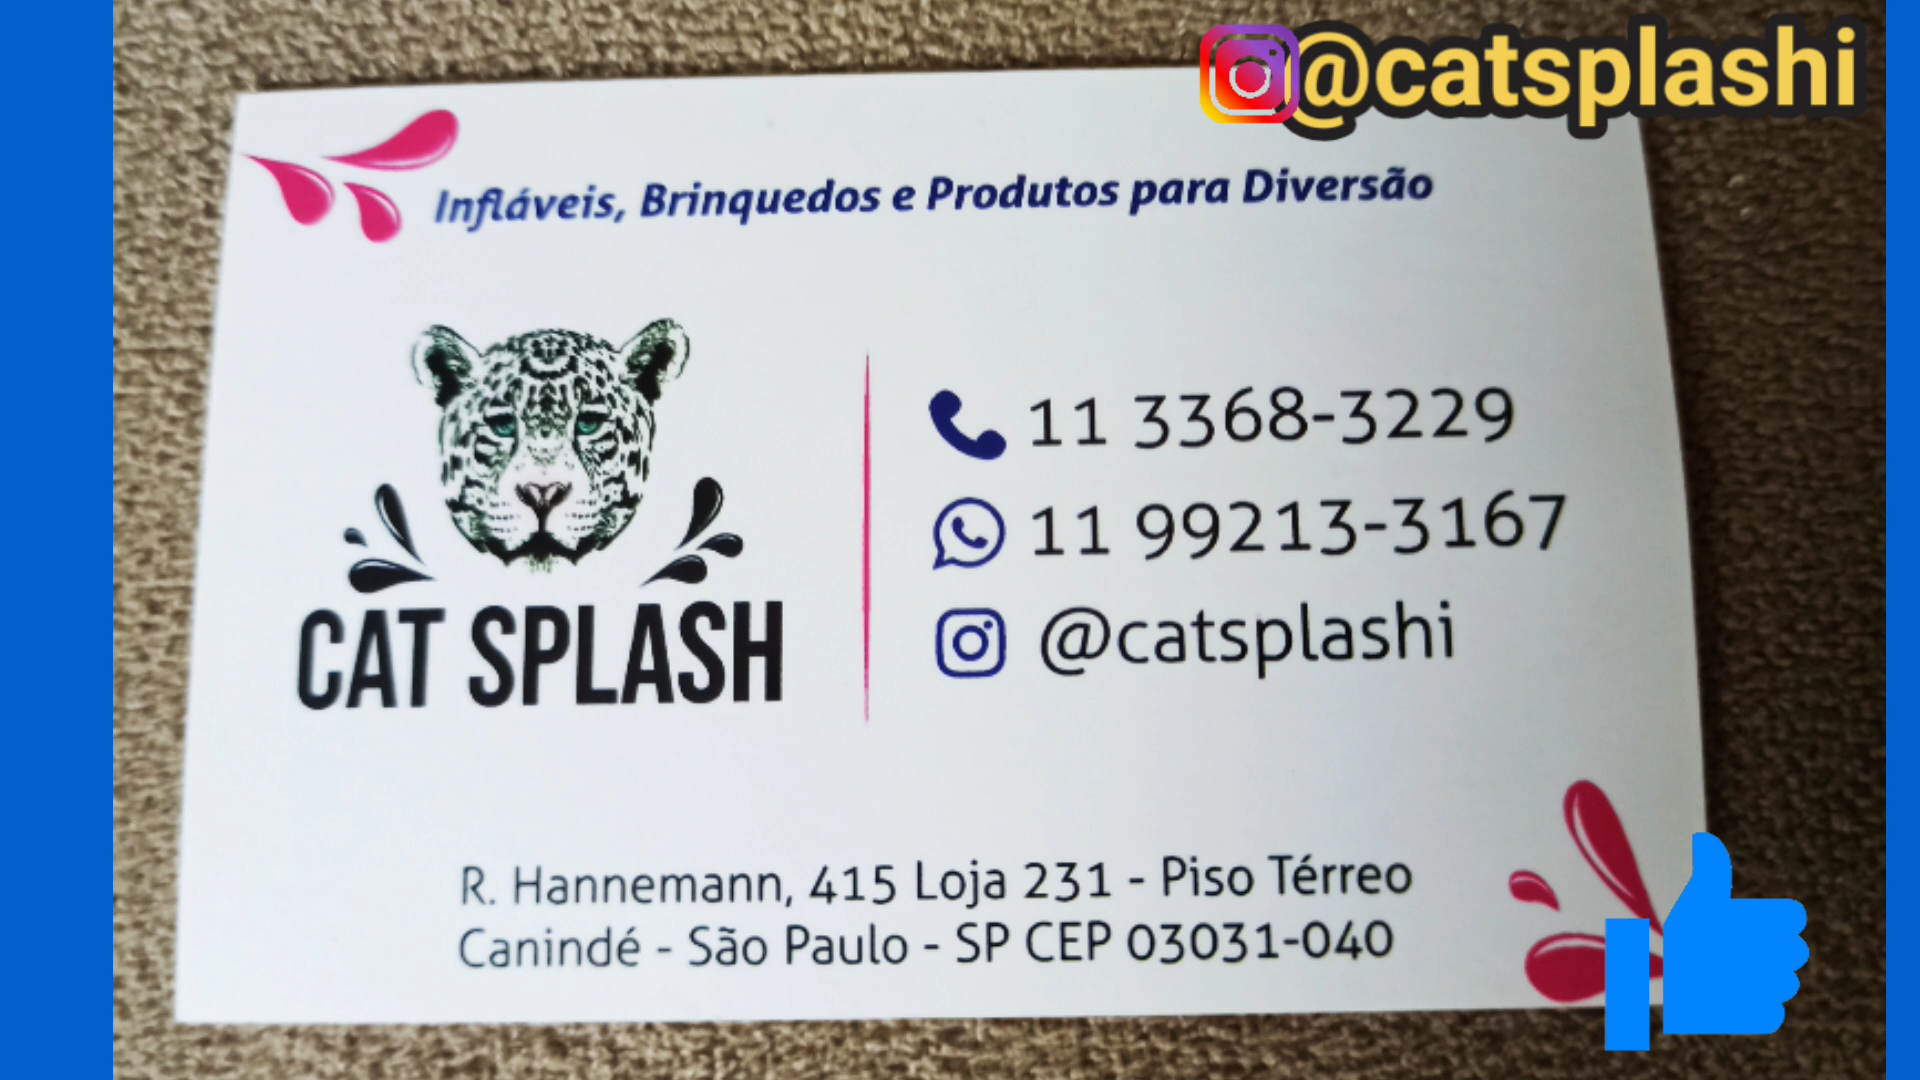 @catsplashi
Infláveis, Brinquedos e Produtos para Diversão
11 3368-3229
11 99213-3167
@catsplashi
CAT SPLASH
R. Hannemann, 415 Loja 231 - Piso Térreo
Canindé - São Paulo - SP CEP 03031-040